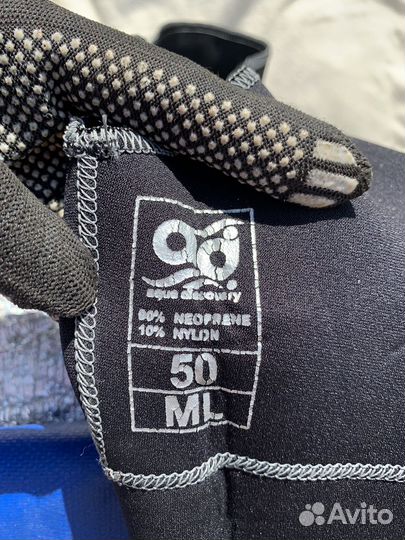 aqua discovery
90% NEOPRENE
10% NYLON
50
ML
Avito